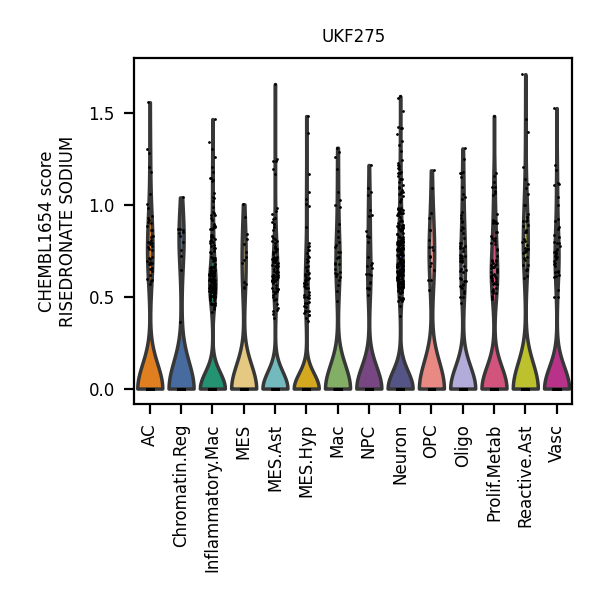 UKF275
CHEMBL1654 score
RISEDRONATE SODIUM
1.5
1.0
0.5
0.0
AC
Chromatin.Reg
Inflammatory.Mac
MES
MES.Ast
MES.Hyp
Mac
NPC
Neuron
OPC
Oligo
Prolif.Metab
Reactive.Ast
Vasc